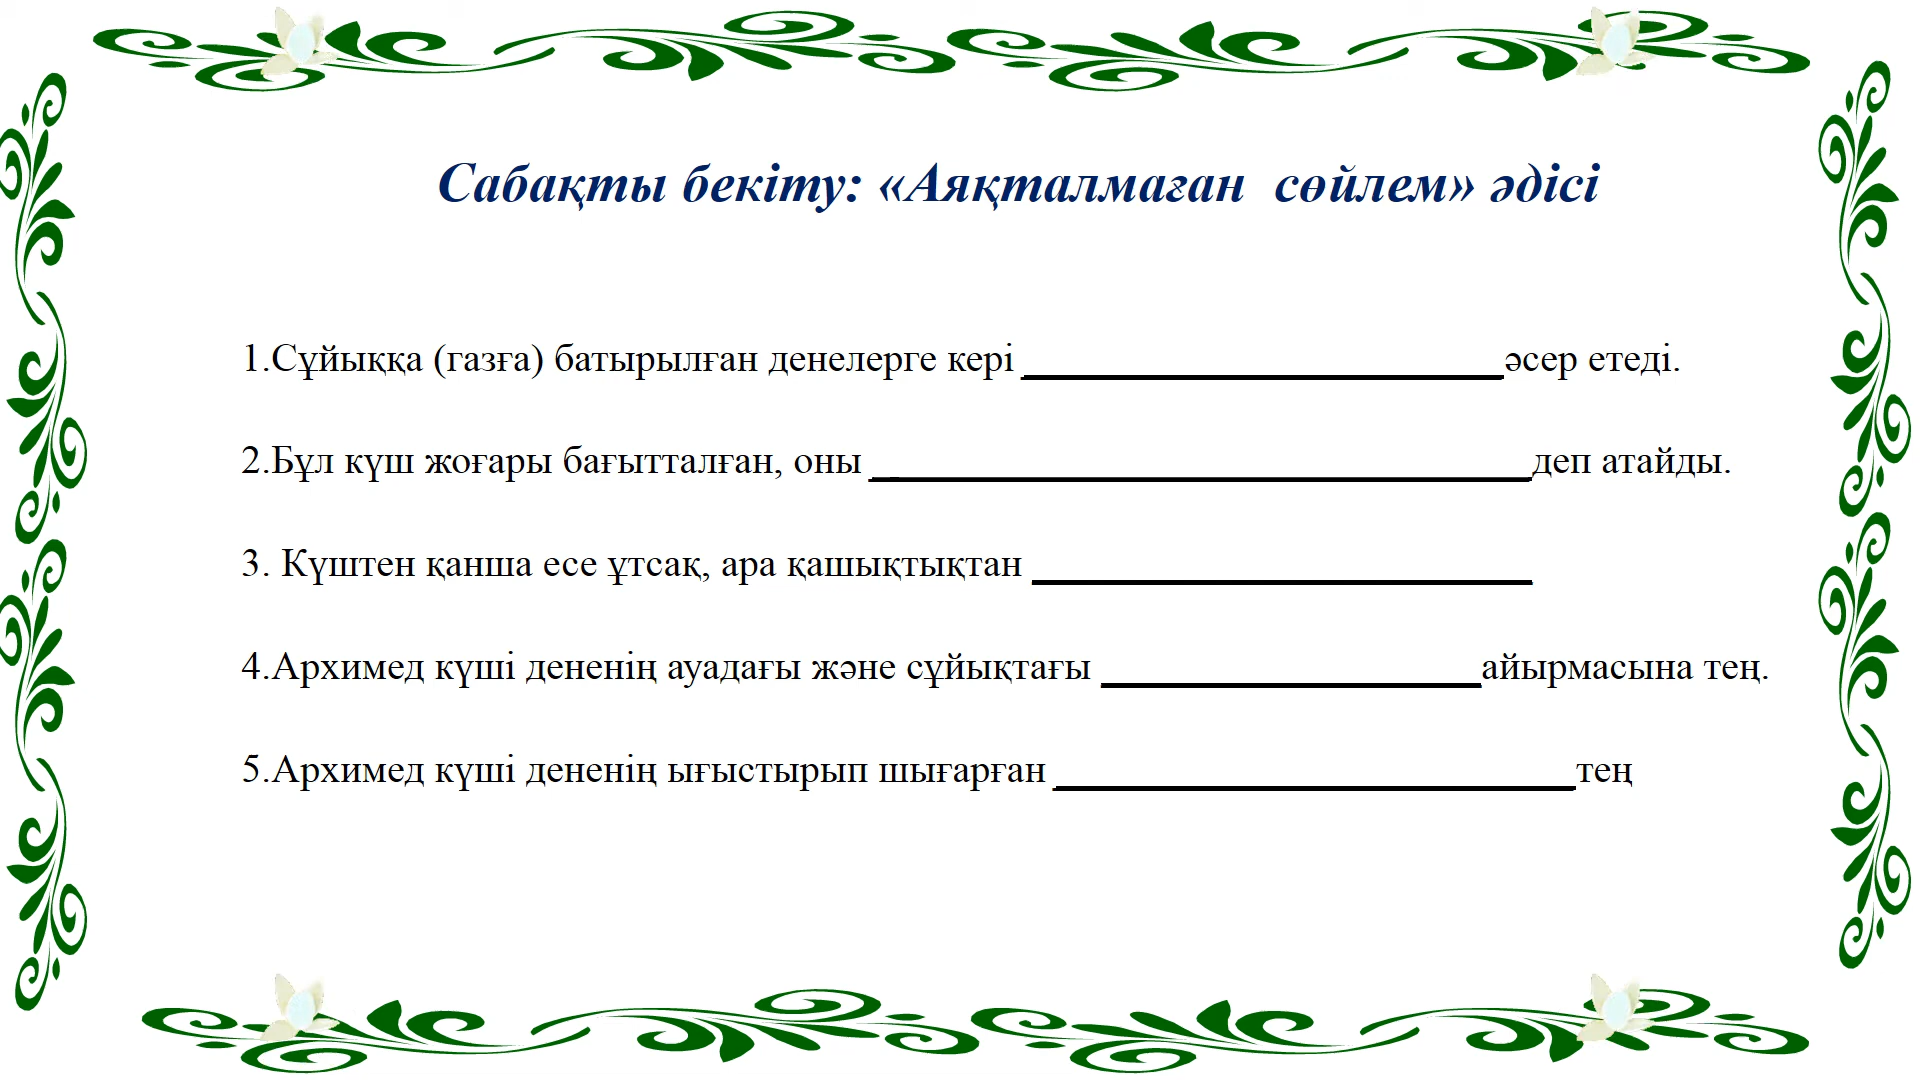 Сабақты бекіту: «Аяқталмаған сөйлем» әдісі
1.Сұйыққа (газға) батырылған денелерге кері ________________________әсер етеді.
2.Бұл күш жоғары бағытталған, оны _________________________________деп атайды.
3. Күштен қанша есе ұтсақ, ара қашықтықтан _________________________
4.Архимед күші дененің ауадағы және сұйықтағы ___________________айырмасына тең.
5.Архимед күші дененің ығыстырып шығарған __________________________тең